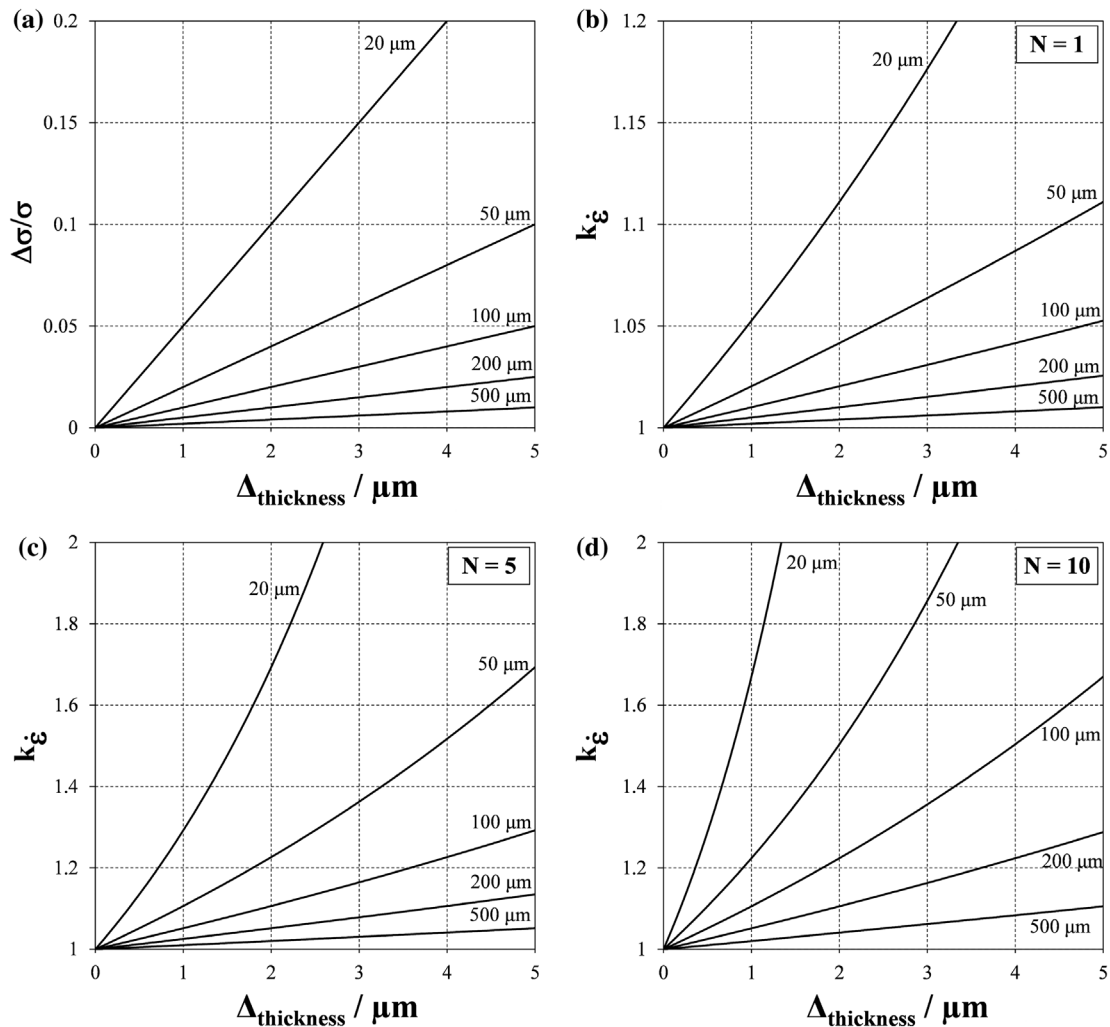 (a)
0.2
0.15
0.1
0.05
0
Δσ/σ
20 μm
50 μm
100 μm
200 μm
500 μm
0 1 2 3 4 5
Δthickness / μm
(b)
1.2
1.15
1.1
1.05
1
kε̇
N = 1
20 μm
50 μm
100 μm
200 μm
500 μm
0 1 2 3 4 5
Δthickness / μm
(c)
2
1.8
1.6
1.4
1.2
1
kε̇
N = 5
20 μm
50 μm
100 μm
200 μm
500 μm
0 1 2 3 4 5
Δthickness / μm
(d)
2
1.8
1.6
1.4
1.2
1
kε̇
N = 10
20 μm
50 μm
100 μm
200 μm
500 μm
0 1 2 3 4 5
Δthickness / μm